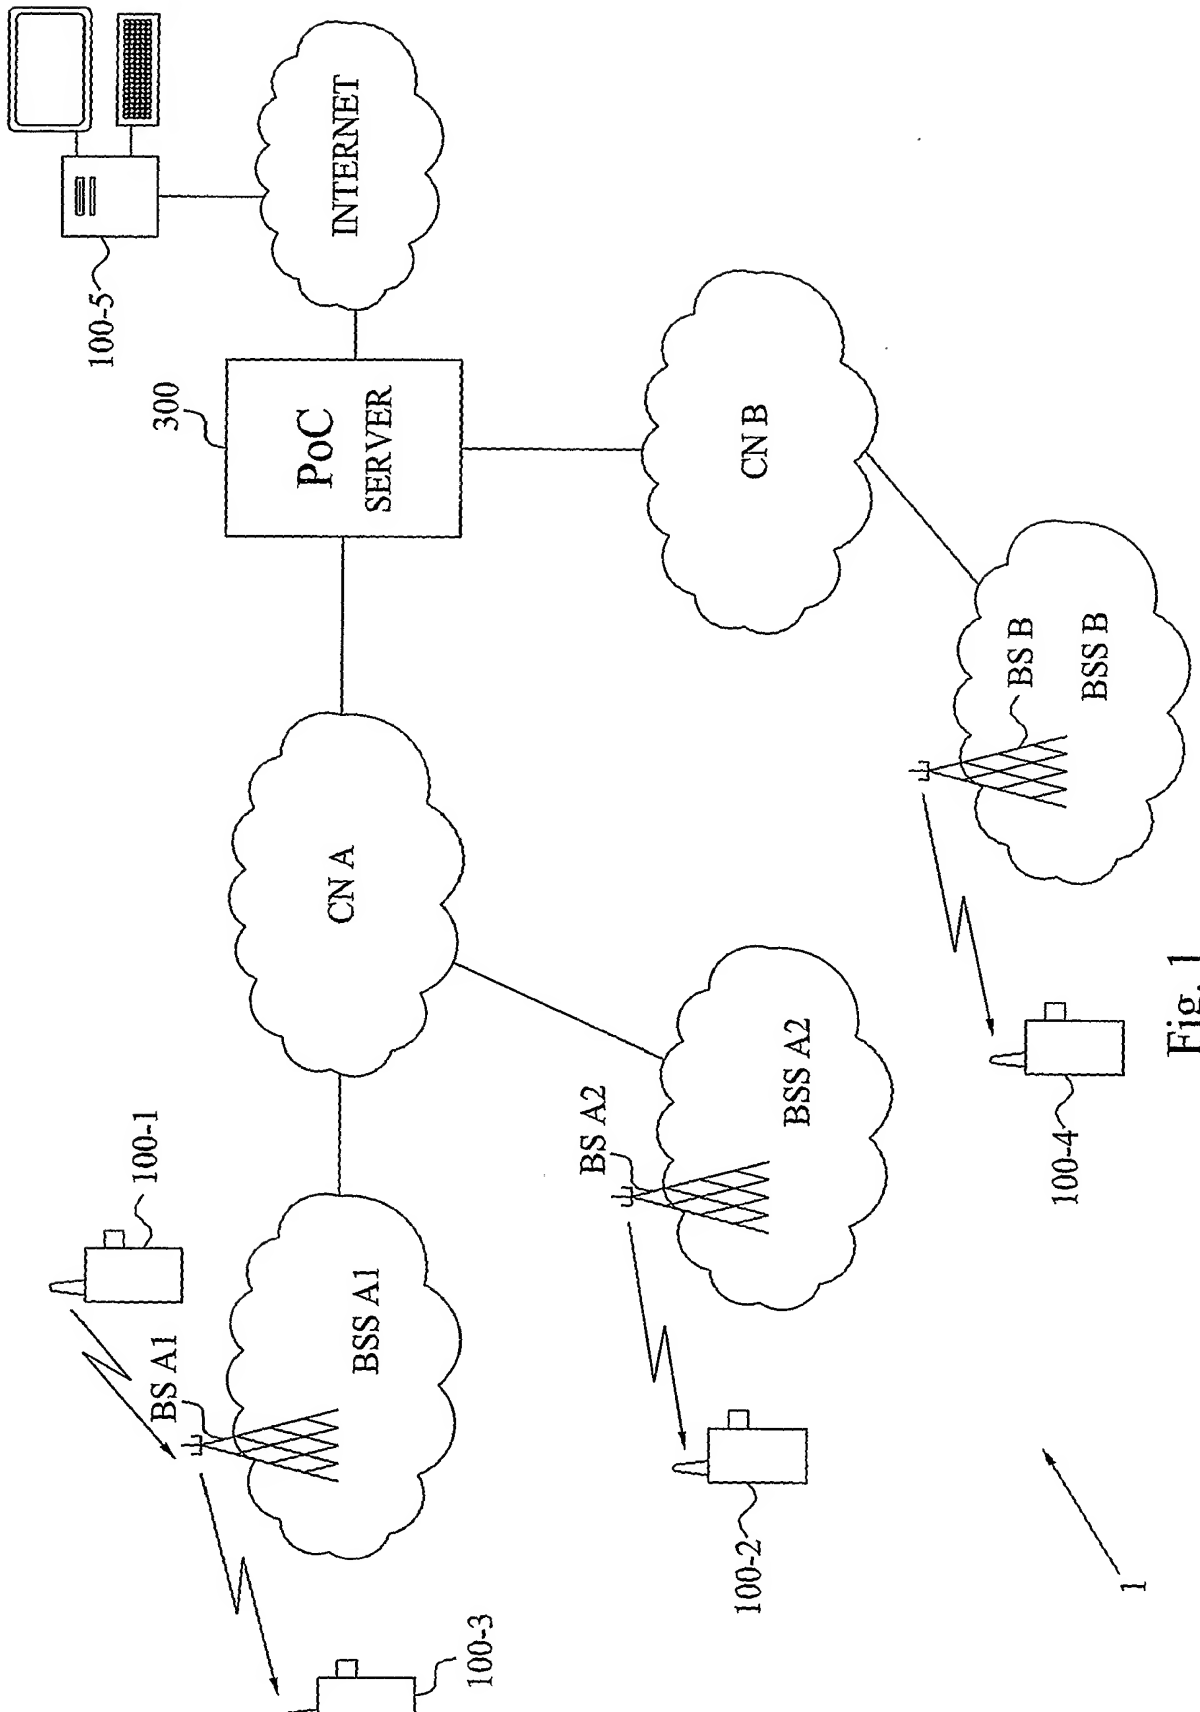 100-3
100-1
BS A1
BSS A1
100-2
BS A2
BSS A2
CN A
300
PoC
SERVER
100-5
INTERNET
CN B
100-4
BS B
BSS B
1
Fig. 1